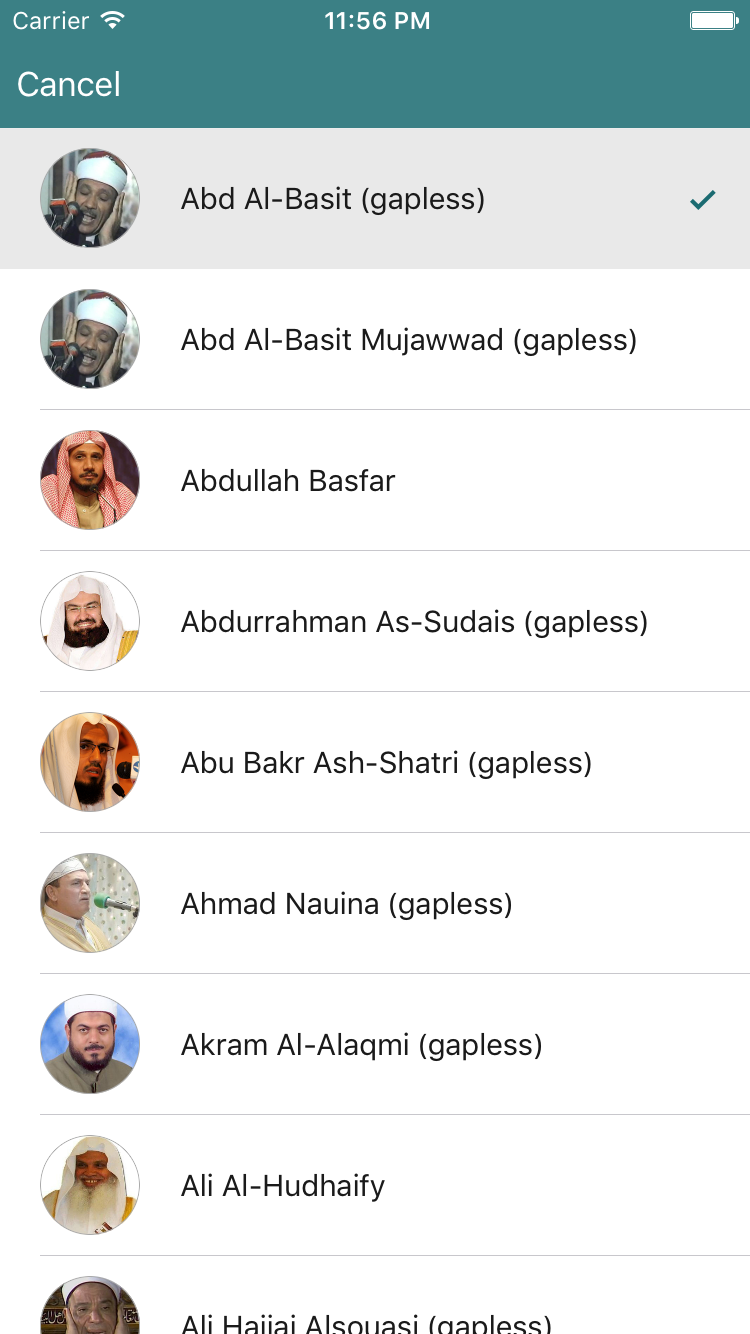 Carrier 11:56 PM
Cancel
Abd Al-Basit (gapless)
Abd Al-Basit Mujawwad (gapless)
Abdullah Basfar
Abdurrahman As-Sudais (gapless)
Abu Bakr Ash-Shatri (gapless)
Ahmad Nauina (gapless)
Akram Al-Alaqmi (gapless)
Ali Al-Hudhaify
Ali Hajjaj Alsouasi (gapless)